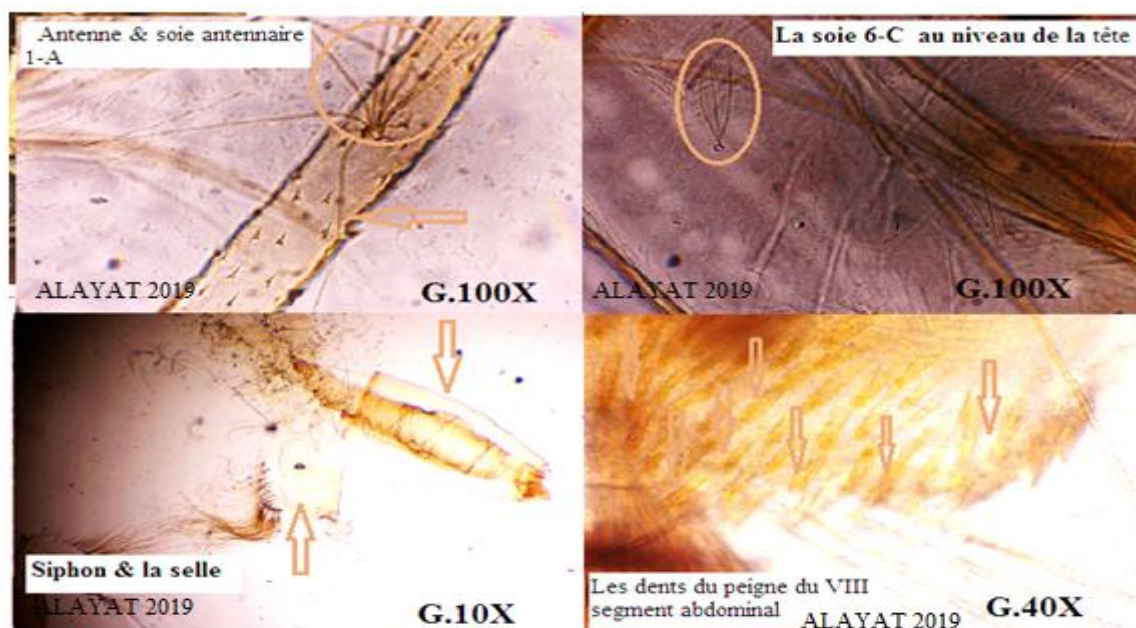 Antenne & soie antennaire
1-A
ALAYAT 2019
G.100X
La soie 6-C au niveau de la tête
ALAYAT 2019
G.100X
Siphon & la selle
ALAYAT 2019
G.10X
Les dents du peigne du VIII
segment abdominal
ALAYAT 2019
G.40X